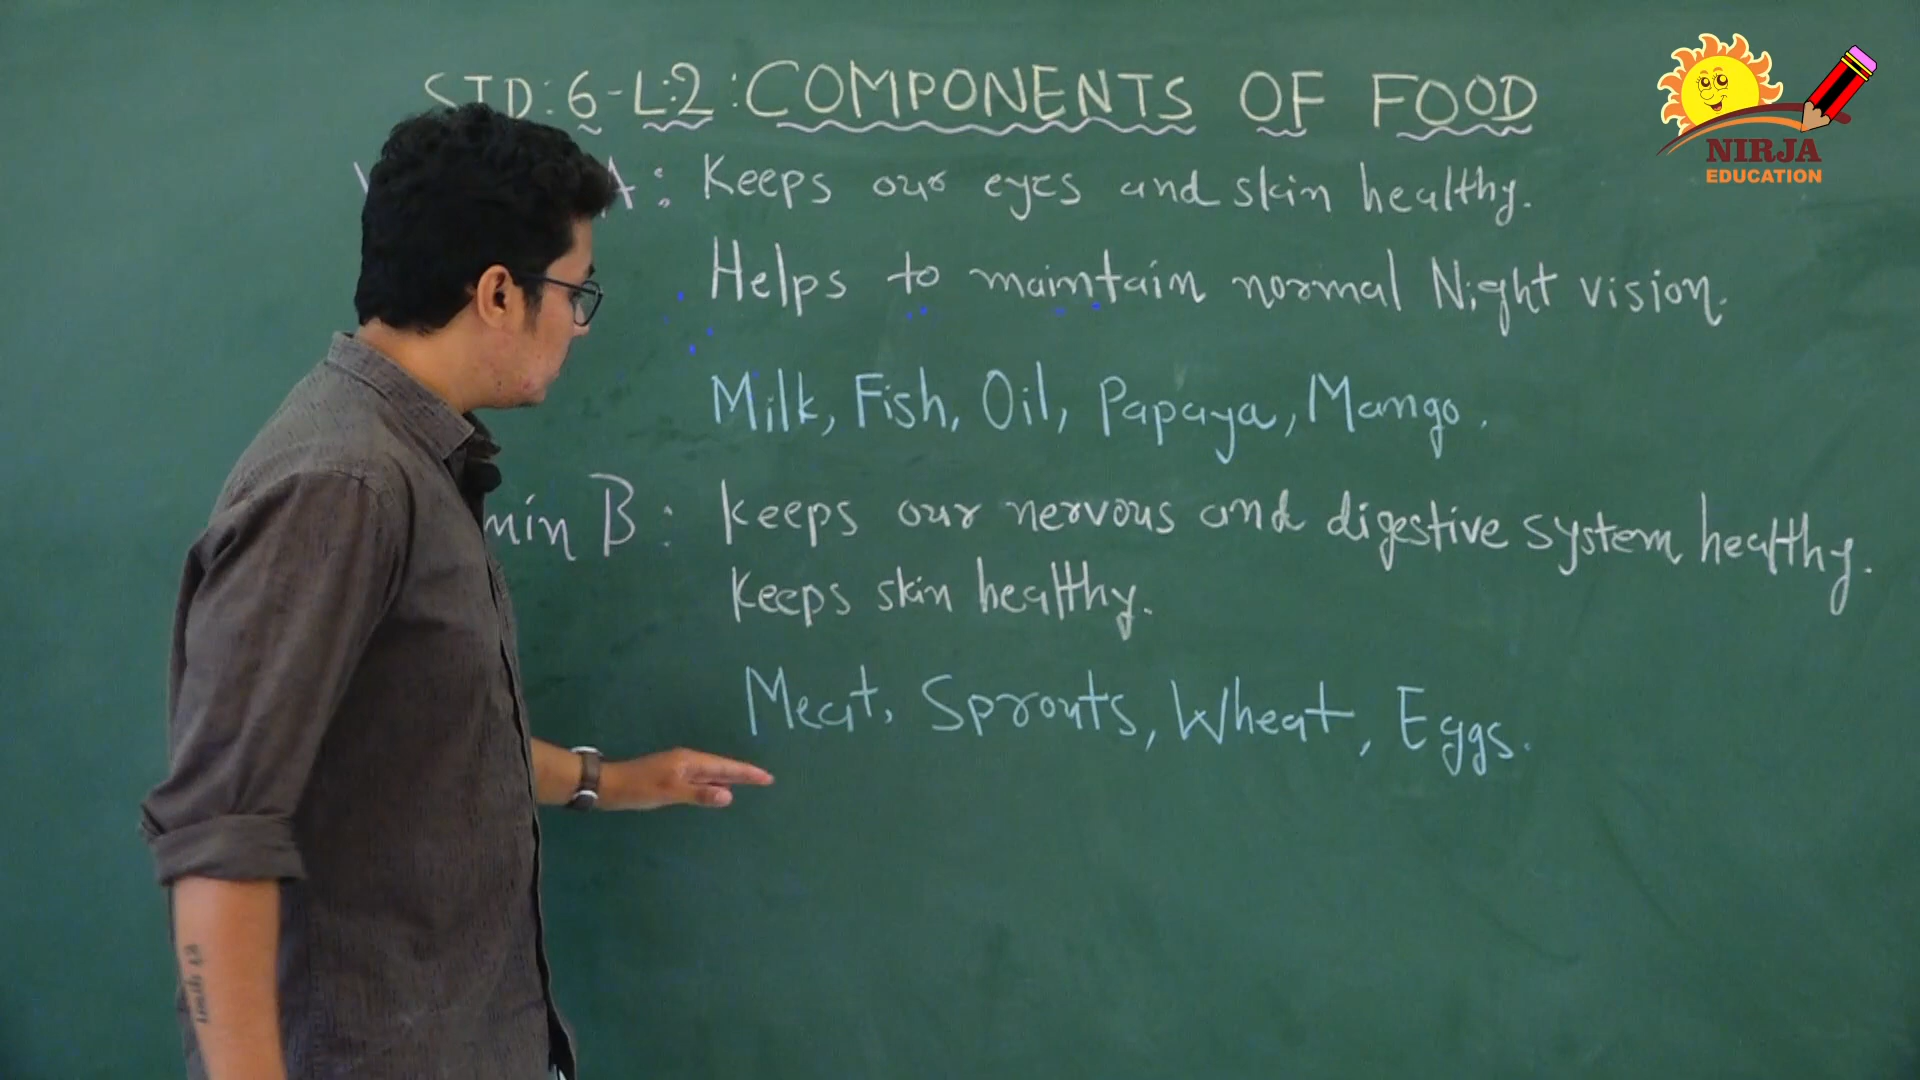 STD: 6-L:2: COMPONENTS OF FOOD
A: Keeps our eyes and skin healthy.
Helps to maintain normal Night vision.
Milk, Fish, Oil, Papaya, Mango.
min B: Keeps our nervous and digestive system healthy.
Keeps skin healthy.
Meat, Sprouts, Wheat, Eggs.
NIRJA
EDUCATION